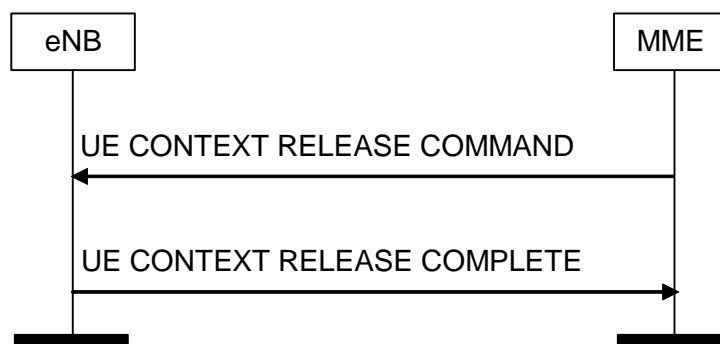 eNB
MME
UE CONTEXT RELEASE COMMAND
UE CONTEXT RELEASE COMPLETE